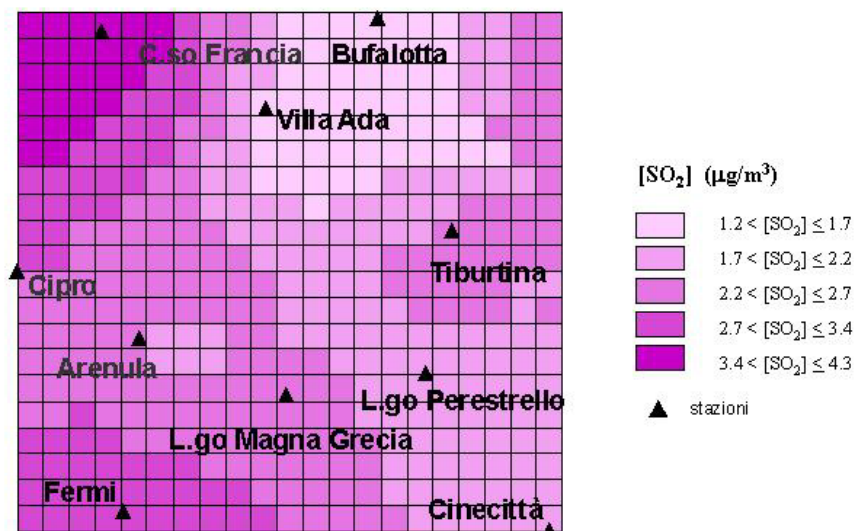 C.so Francia
Bufalotta
Villa Ada
Tiburtina
Cipro
Arenula
L.go Perestrello
L.go Magna Grecia
Fermi
Cinecittà
[SO₂] (μg/m³)
1.2 < [SO₂] ≤ 1.7
1.7 < [SO₂] ≤ 2.2
2.2 < [SO₂] ≤ 2.7
2.7 < [SO₂] ≤ 3.4
3.4 < [SO₂] ≤ 4.3
stazioni